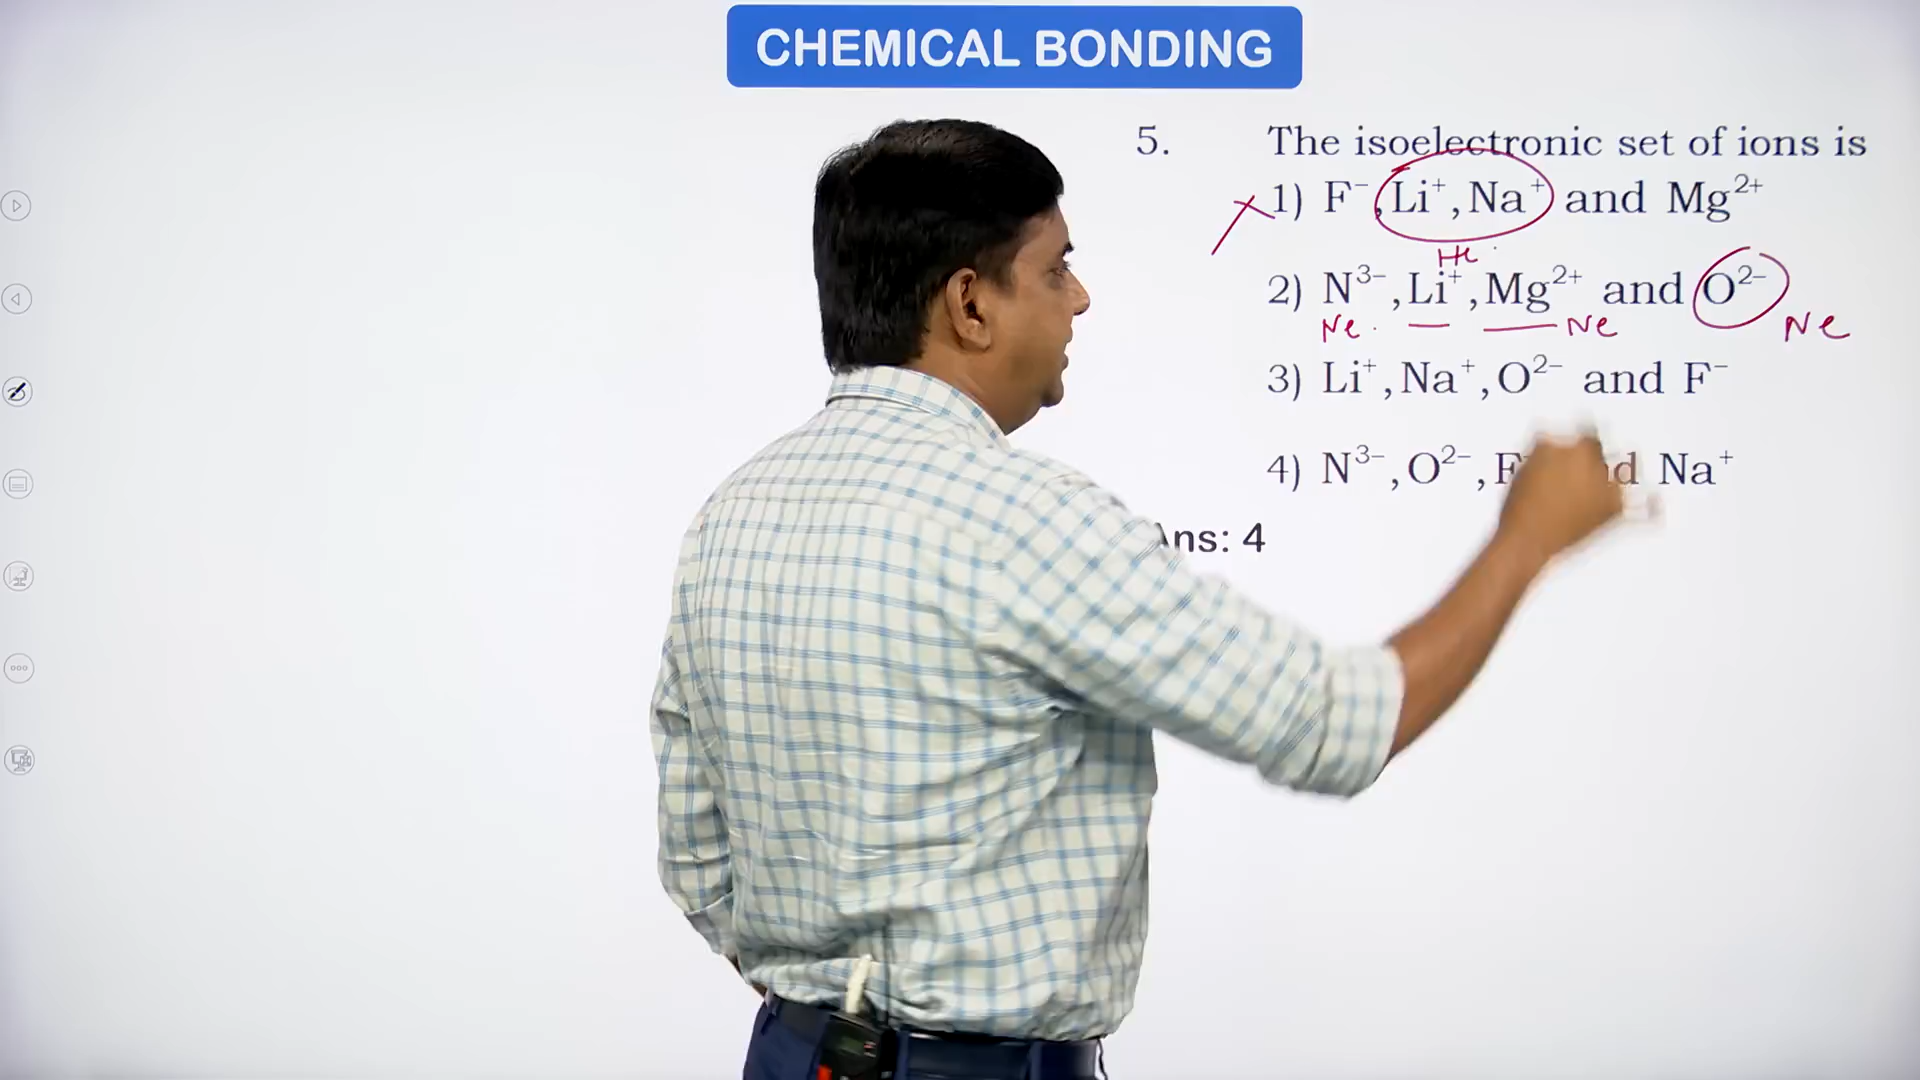 CHEMICAL BONDING
5. The isoelectronic set of ions is
1) F⁻, Li⁺, Na⁺ and Mg²⁺
He
2) N³⁻, Li⁺, Mg²⁺ and O²⁻
Ne Ne Ne
3) Li⁺, Na⁺, O²⁻ and F⁻
4) N³⁻, O²⁻, F Na⁺
Ans: 4